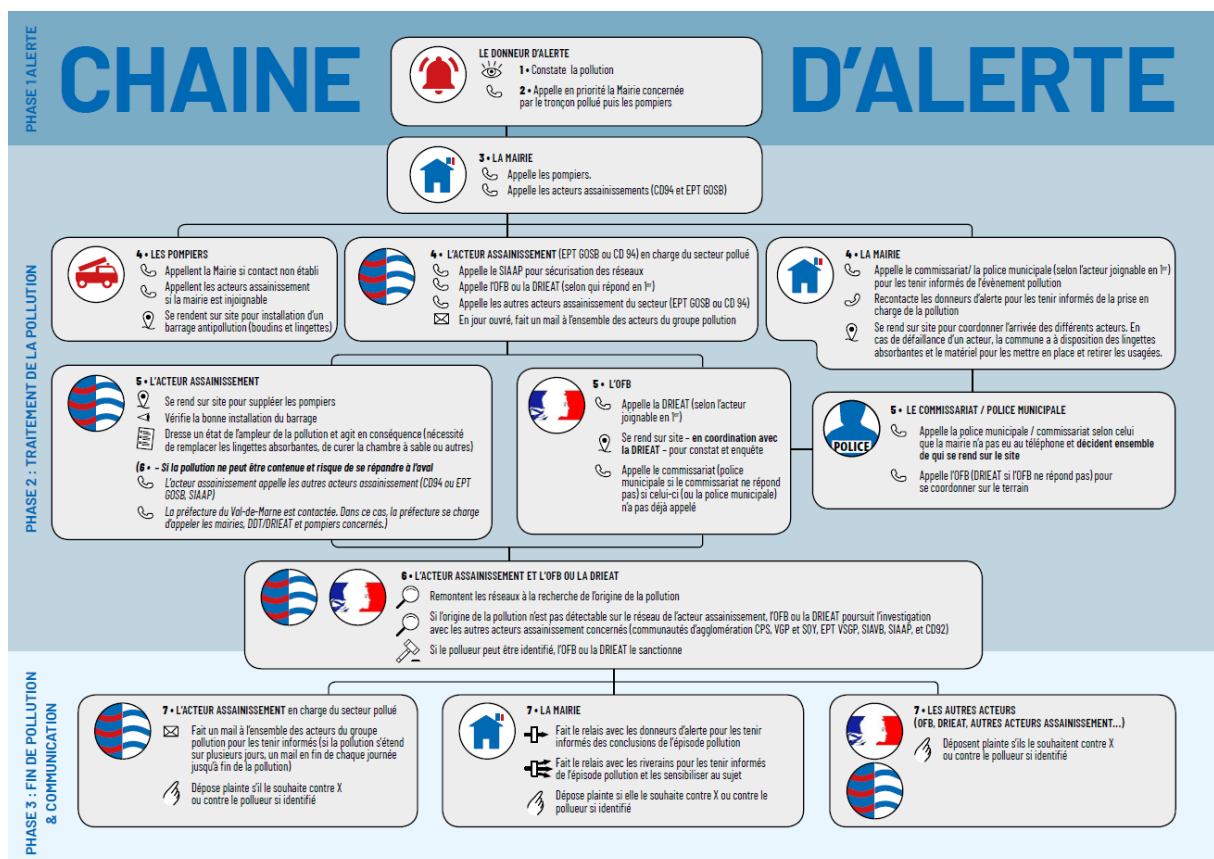 CHAINE D'ALERTE
PHASE 1 ALERTE
LE DONNEUR D'ALERTE
1 • Constate la pollution
2 • Appelle en priorité la Mairie concernée
par le tronçon pollué puis les pompiers
PHASE 2 : TRAITEMENT DE LA POLLUTION
3 • LA MAIRIE
Appelle les pompiers.
Appelle les acteurs assainissements (CD94 et EPT GOSB)
4 • LES POMPIERS
Appellent la Mairie si contact non établi
Appellent les acteurs assainissement
si la mairie est injoignable
Se rendent sur site pour installation d'un
barrage antipollution (boudins et lingettes)
4 • L'ACTEUR ASSAINISSEMENT (EPT GOSB ou CD 94) en charge du secteur pollué
Appelle le SIAAP pour sécurisation des réseaux
Appelle l'OFB ou la DRIEAT (selon qui répond en 1er)
Appelle les autres acteurs assainissement du secteur (EPT GOSB ou CD 94)
En jour ouvré, fait un mail à l'ensemble des acteurs du groupe pollution
4 • LA MAIRIE
Appelle le commissariat/ la police municipale (selon l'acteur joignable en 1er)
pour les tenir informés de l'évènement pollution
Recontacte les donneurs d'alerte pour les tenir informés de la prise en
charge de la pollution
Se rend sur site pour coordonner l'arrivée des différents acteurs. En
cas de défaillance d'un acteur, la commune a à disposition des lingettes
absorbantes et le matériel pour les mettre en place et retirer les usagées.
5 • L'ACTEUR ASSAINISSEMENT
Se rend sur site pour suppléer les pompiers
Vérifie la bonne installation du barrage
Dresse un état de l'ampleur de la pollution et agit en conséquence (nécessité
de remplacer les lingettes absorbantes, de curer la chambre à sable ou autres)
(6 • - Si la pollution ne peut être contenue et risque de se répandre à l'aval
L'acteur assainissement appelle les autres acteurs assainissement (CD94 ou EPT
GOSB, SIAAP)
La préfecture du Val-de-Marne est contactée. Dans ce cas, la préfecture se charge
d'appeler les mairies, DDT/DRIEAT et pompiers concernés.)
5 • L'OFB
Appelle la DRIEAT (selon l'acteur
joignable en 1er)
Se rend sur site – en coordination avec
la DRIEAT – pour constat et enquête
Appelle le commissariat (police
municipale si le commissariat ne répond
pas) si celui-ci (ou la police municipale)
n'a pas déjà appelé
POLICE
5 • LE COMMISSARIAT / POLICE MUNICIPALE
Appelle la police municipale / commissariat selon celui
que la mairie n'a pas eu au téléphone et décident ensemble
de qui se rend sur le site
Appelle l'OFB (DRIEAT si l'OFB ne répond pas) pour
se coordonner sur le terrain
6 • L'ACTEUR ASSAINISSEMENT ET L'OFB OU LA DRIEAT
Remontent les réseaux à la recherche de l'origine de la pollution
Si l'origine de la pollution n'est pas détectable sur le réseau de l'acteur assainissement, l'OFB ou la DRIEAT poursuit l'investigation
avec les autres acteurs assainissement concernés (communautés d'agglomération CPS, VGP et SQY, EPT VSGP, SIAVB, SIAAP, et CD92)
Si le pollueur peut être identifié, l'OFB ou la DRIEAT le sanctionne
PHASE 3 : FIN DE POLLUTION
& COMMUNICATION
7 • L'ACTEUR ASSAINISSEMENT en charge du secteur pollué
Fait un mail à l'ensemble des acteurs du groupe
pollution pour les tenir informés (si la pollution s'étend
sur plusieurs jours, un mail en fin de chaque journée
jusqu'à fin de la pollution)
Dépose plainte s'il le souhaite contre X
ou contre le pollueur si identifié
7 • LA MAIRIE
Fait le relais avec les donneurs d'alerte pour les tenir
informés des conclusions de l'épisode pollution
Fait le relais avec les riverains pour les tenir informés
de l'épisode pollution et les sensibiliser au sujet
Dépose plainte si elle le souhaite contre X ou contre le
pollueur si identifié
7 • LES AUTRES ACTEURS
(OFB, DRIEAT, AUTRES ACTEURS ASSAINISSEMENT...)
Déposent plainte s'ils le souhaitent contre X
ou contre le pollueur si identifié